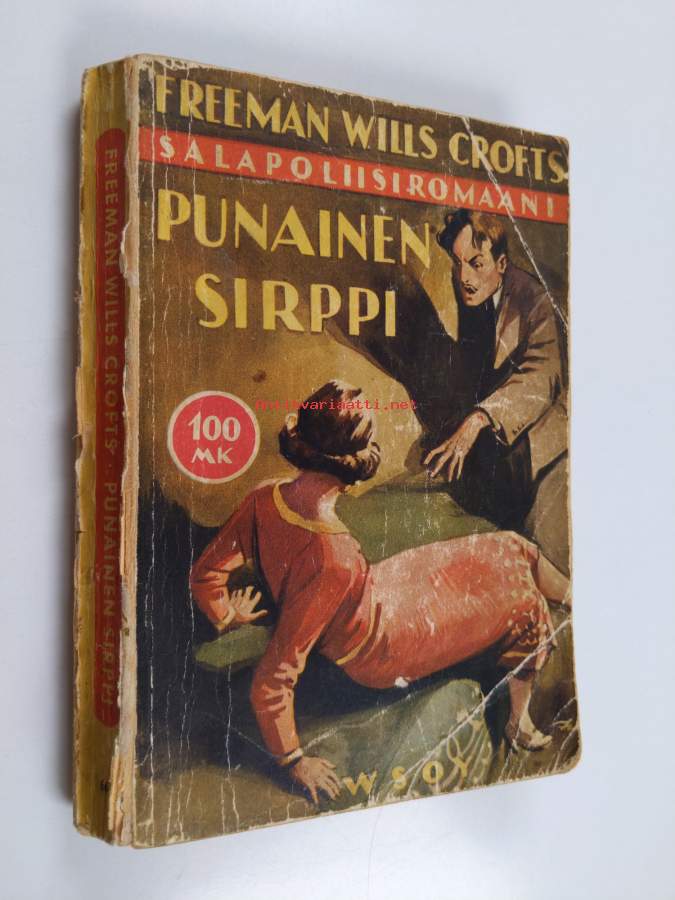 FREEMAN WILLS CROFTS
SALAPOLIISIROMAANI
PUNAINEN
SIRPPI
100
MK
WSOY
FREEMAN WILLS CROFTS · PUNAINEN SIRPPI
antikvariaatti.net